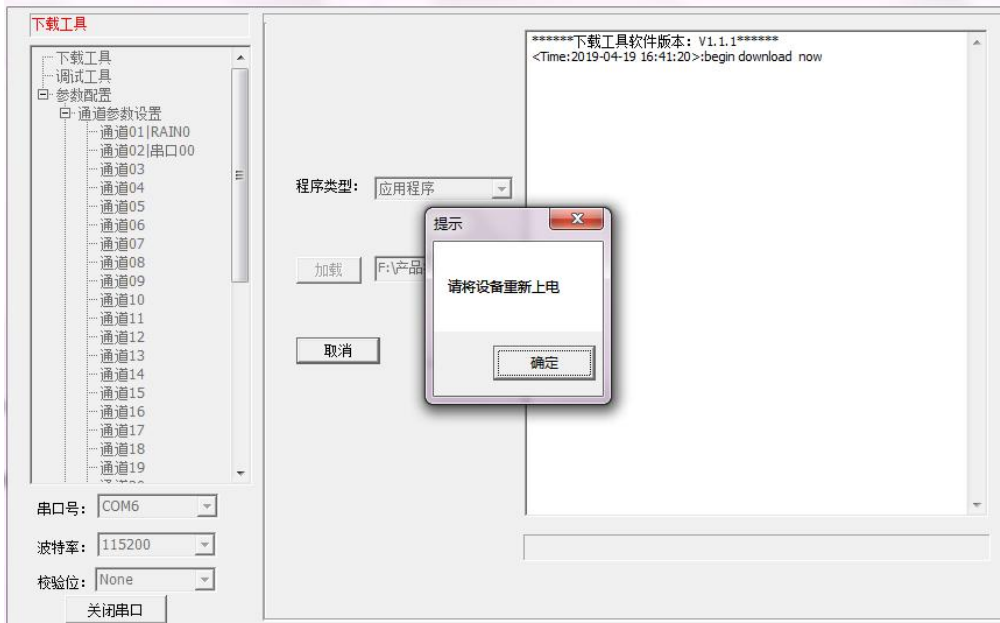 下载工具
下载工具
调试工具
参数配置
通道参数设置
通道01|RAIN0
通道02|串口00
通道03
通道04
通道05
通道06
通道07
通道08
通道09
通道10
通道11
通道12
通道13
通道14
通道15
通道16
通道17
通道18
通道19
串口号： COM6
波特率： 115200
校验位： None
关闭串口
程序类型： 应用程序
加载 F:\产品
取消
******下载工具软件版本：V1.1.1******
<Time:2019-04-19 16:41:20>:begin download now
提示
请将设备重新上电
确定